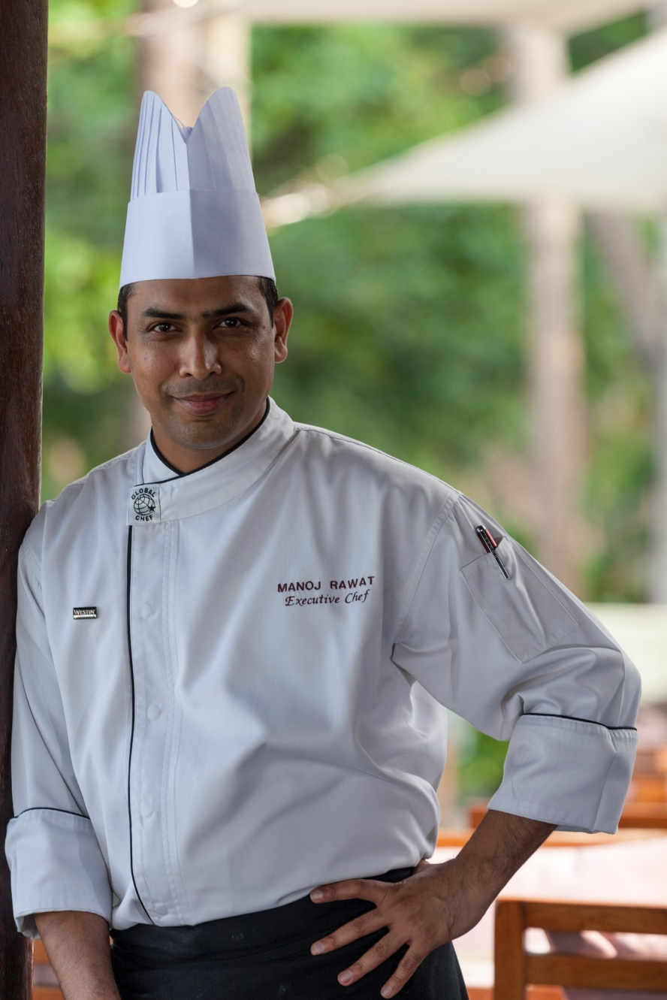 GLOBAL
CHEF
MANOJ RAWAT
Executive Chef
WESTIN